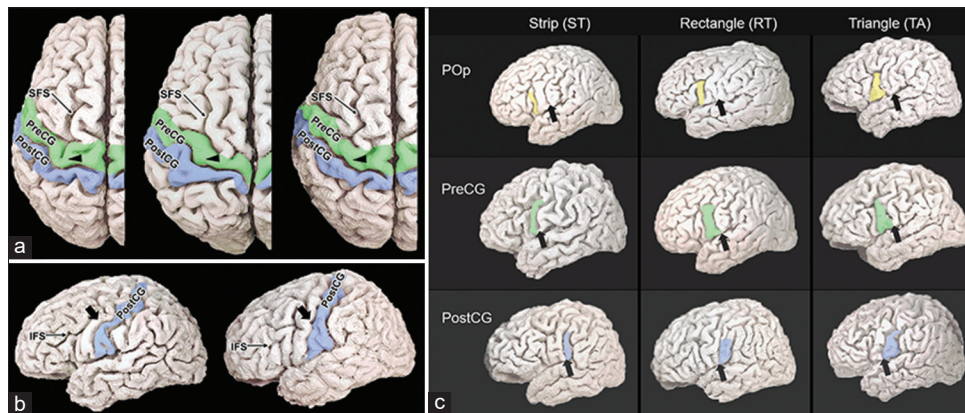 SFS
PreCG
PostCG
SFS
PreCG
PostCG
SFS
PreCG
PostCG
a
IFS
PostCG
IFS
PostCG
b
Strip (ST)
Rectangle (RT)
Triangle (TA)
POp
PreCG
PostCG
c